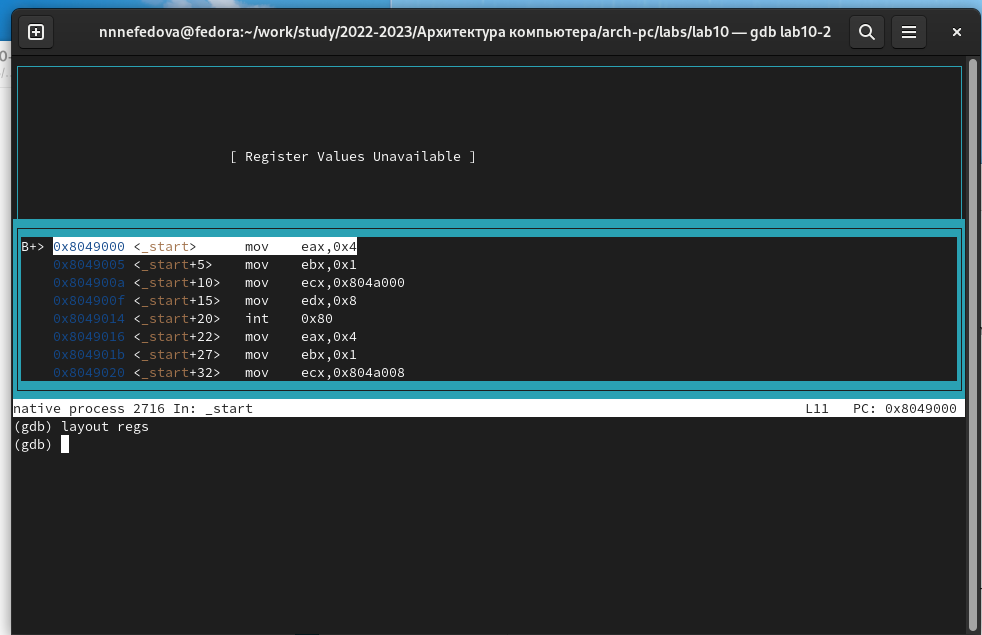 nnnefedova@fedora:~/work/study/2022-2023/Архитектура компьютера/arch-pc/labs/lab10 — gdb lab10-2
[ Register Values Unavailable ]
B+> 0x8049000 <_start> mov eax,0x4
0x8049005 <_start+5> mov ebx,0x1
0x804900a <_start+10> mov ecx,0x804a000
0x804900f <_start+15> mov edx,0x8
0x8049014 <_start+20> int 0x80
0x8049016 <_start+22> mov eax,0x4
0x804901b <_start+27> mov ebx,0x1
0x8049020 <_start+32> mov ecx,0x804a008
native process 2716 In: _start L11 PC: 0x8049000
(gdb) layout regs
(gdb)